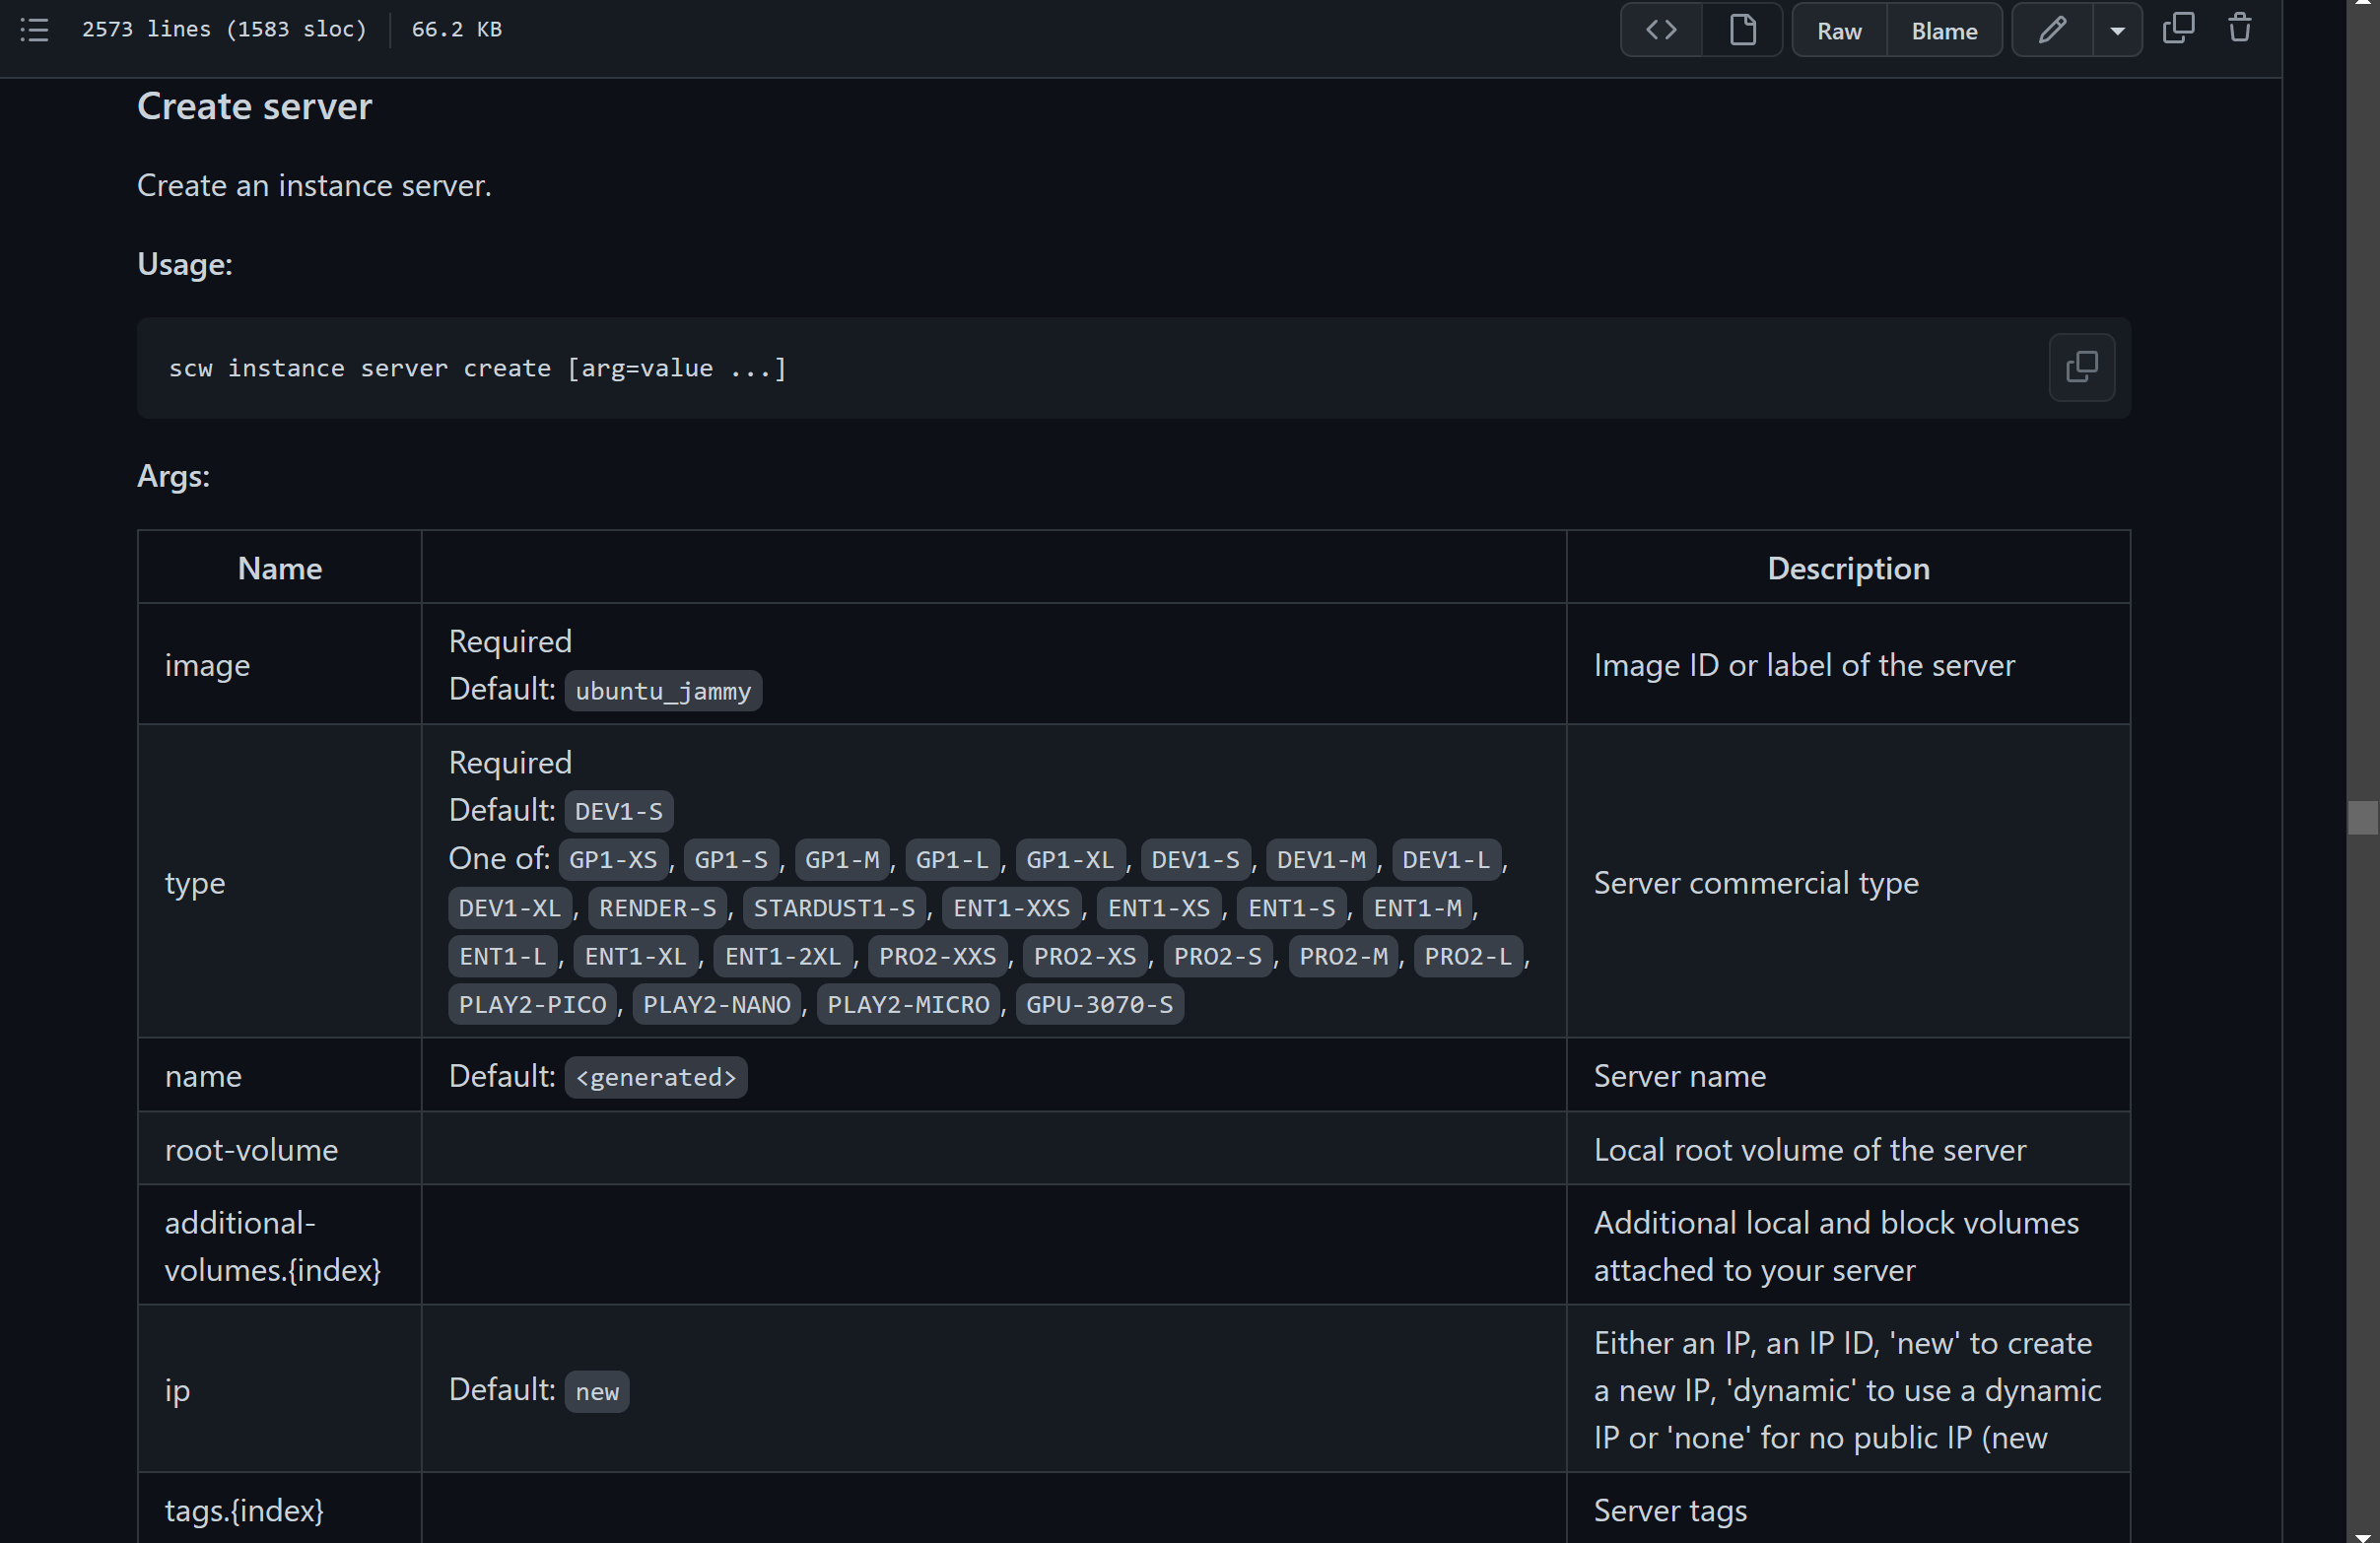 2573 lines (1583 sloc) 66.2 KB
Raw Blame
Create server
Create an instance server.
Usage:
scw instance server create [arg=value ...]
Args:
Name Description
image
Required
Default: ubuntu_jammy
Image ID or label of the server
type
Required
Default: DEV1-S
One of: GP1-XS, GP1-S, GP1-M, GP1-L, GP1-XL, DEV1-S, DEV1-M, DEV1-L,
DEV1-XL, RENDER-S, STARDUST1-S, ENT1-XXS, ENT1-XS, ENT1-S, ENT1-M,
ENT1-L, ENT1-XL, ENT1-2XL, PRO2-XXS, PRO2-XS, PRO2-S, PRO2-M, PRO2-L,
PLAY2-PICO, PLAY2-NANO, PLAY2-MICRO, GPU-3070-S
Server commercial type
name Default: <generated> Server name
root-volume Local root volume of the server
additional-
volumes.{index}
Additional local and block volumes
attached to your server
ip
Default: new
Either an IP, an IP ID, 'new' to create
a new IP, 'dynamic' to use a dynamic
IP or 'none' for no public IP (new
tags.{index} Server tags